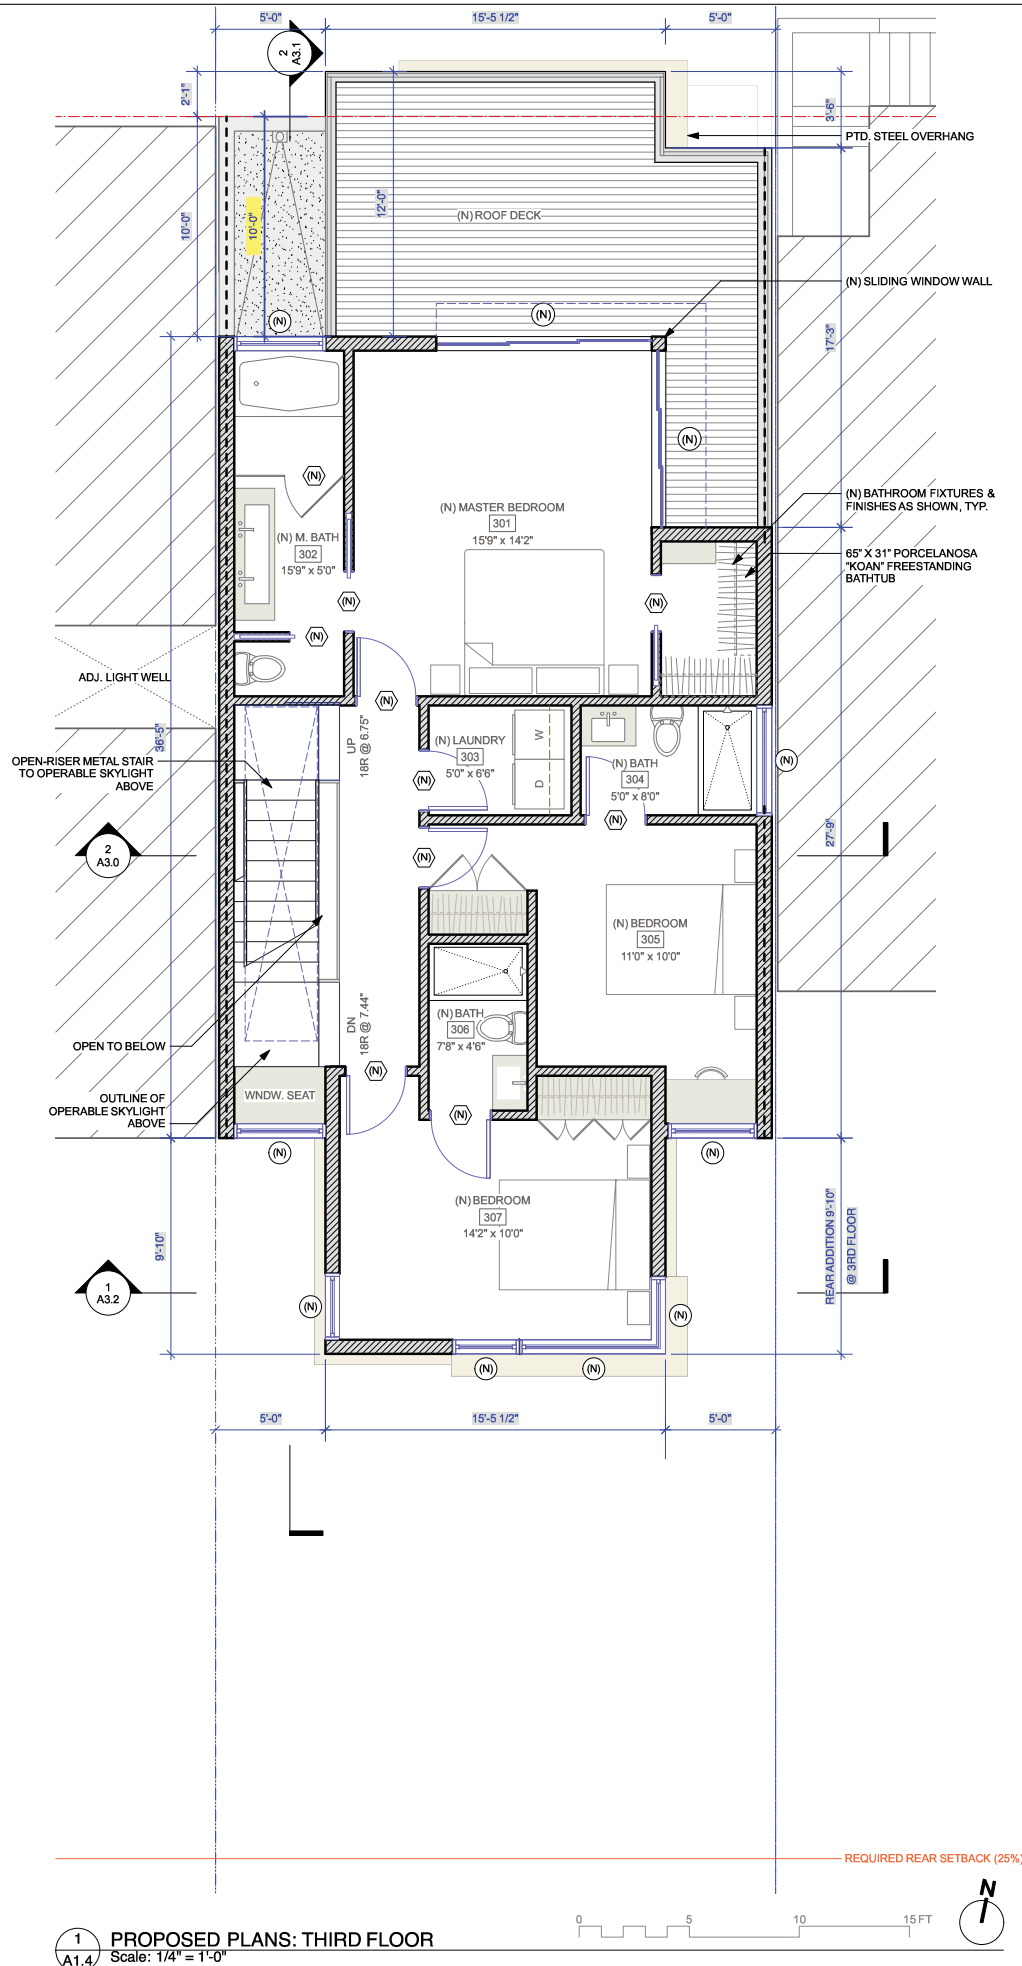 5'-0"
15'-5 1/2"
5'-0"
2
A3.1
2'-1"
3'-6"
PTD. STEEL OVERHANG
10'-0"
10'-0"
12'-0"
(N) ROOF DECK
(N) SLIDING WINDOW WALL
(N)
(N)
17'-3"
(N)
(N)
(N) BATHROOM FIXTURES &
FINISHES AS SHOWN, TYP.
(N) MASTER BEDROOM
301
15'9" x 14'2"
(N) M. BATH
302
15'9" x 5'0"
65" X 31" PORCELANOSA
"KOAN" FREESTANDING
BATHTUB
(N)
(N)
(N)
ADJ. LIGHT WELL
(N)
36'-5"
UP
18R @ 6.75"
(N) LAUNDRY
303
5'0" x 6'6"
W
D
(N) BATH
304
5'0" x 8'0"
(N)
OPEN-RISER METAL STAIR
TO OPERABLE SKYLIGHT
ABOVE
(N)
(N)
2
A3.0
(N)
27'-9"
(N) BEDROOM
305
11'0" x 10'0"
(N) BATH
306
7'8" x 4'6"
DN
18R @ 7.44"
OPEN TO BELOW
(N)
WNDW. SEAT
OUTLINE OF
OPERABLE SKYLIGHT
ABOVE
(N)
(N)
(N)
(N) BEDROOM
307
14'2" x 10'0"
9'-10"
REAR ADDITION 9'-10"
@ 3RD FLOOR
1
A3.2
(N)
(N)
(N)
(N)
5'-0"
15'-5 1/2"
5'-0"
REQUIRED REAR SETBACK (25%)
N
0
5
10
15 FT
1
A1.4
PROPOSED PLANS: THIRD FLOOR
Scale: 1/4" = 1'-0"